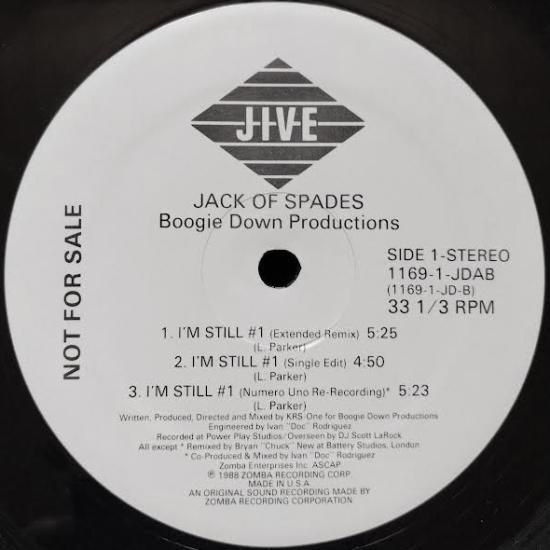 JIVE
JACK OF SPADES
Boogie Down Productions
NOT FOR SALE
SIDE 1-STEREO
1169-1-JDAB
(1169-1-JD-B)
33 1/3 RPM
1. I'M STILL #1 (Extended Remix) 5:25
(L. Parker)
2. I'M STILL #1 (Single Edit) 4:50
(L. Parker)
3. I'M STILL #1 (Numero Uno Re-Recording)* 5:23
(L. Parker)
Written, Produced, Directed and Mixed by KRS-One for Boogie Down Productions
Engineered by Ivan "Doc" Rodriguez
Recorded at Power Play Studios/Overseen by DJ Scott LaRock
All except * Remixed by Bryan "Chuck" New at Battery Studios, London
* Co-Produced & Mixed by Ivan "Doc" Rodriguez
Zomba Enterprises Inc. ASCAP
℗ 1988 ZOMBA RECORDING CORP
MADE IN U.S.A.
AN ORIGINAL SOUND RECORDING MADE BY
ZOMBA RECORDING CORPORATION